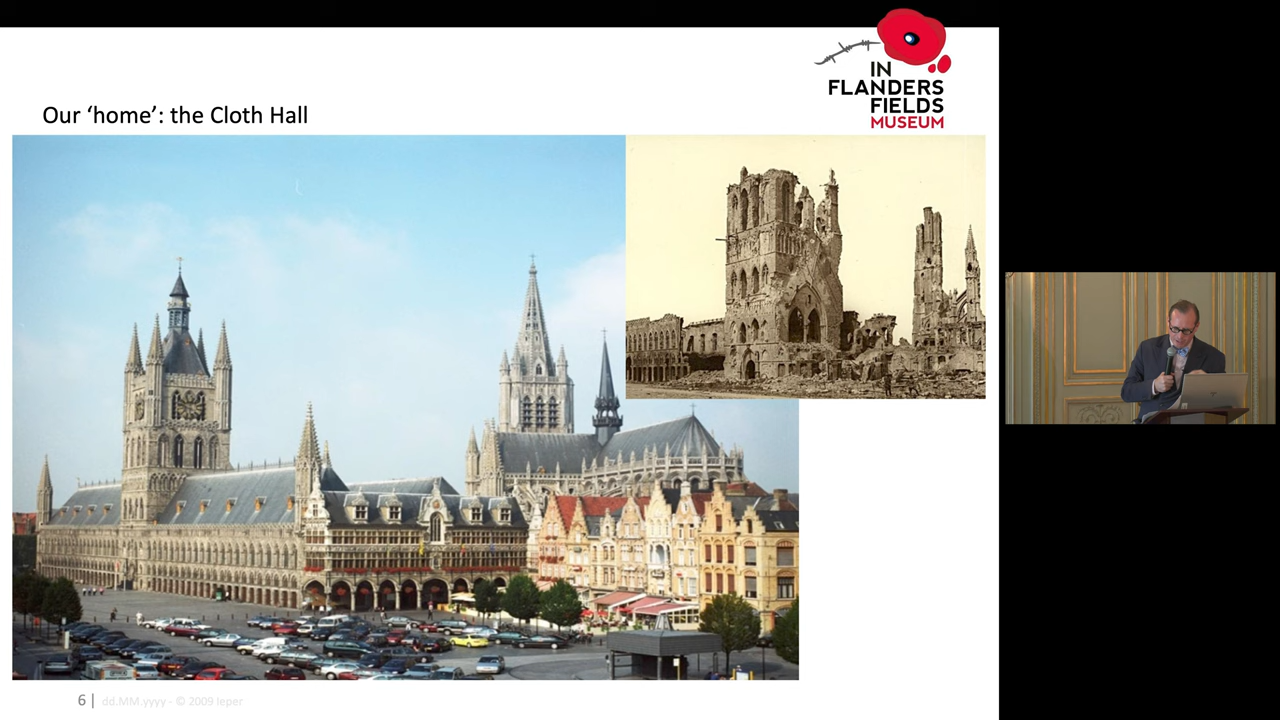 IN
FLANDERS
FIELDS
MUSEUM
Our ‘home’: the Cloth Hall
6 | dd.MM.yyyy - © 2009 Ieper